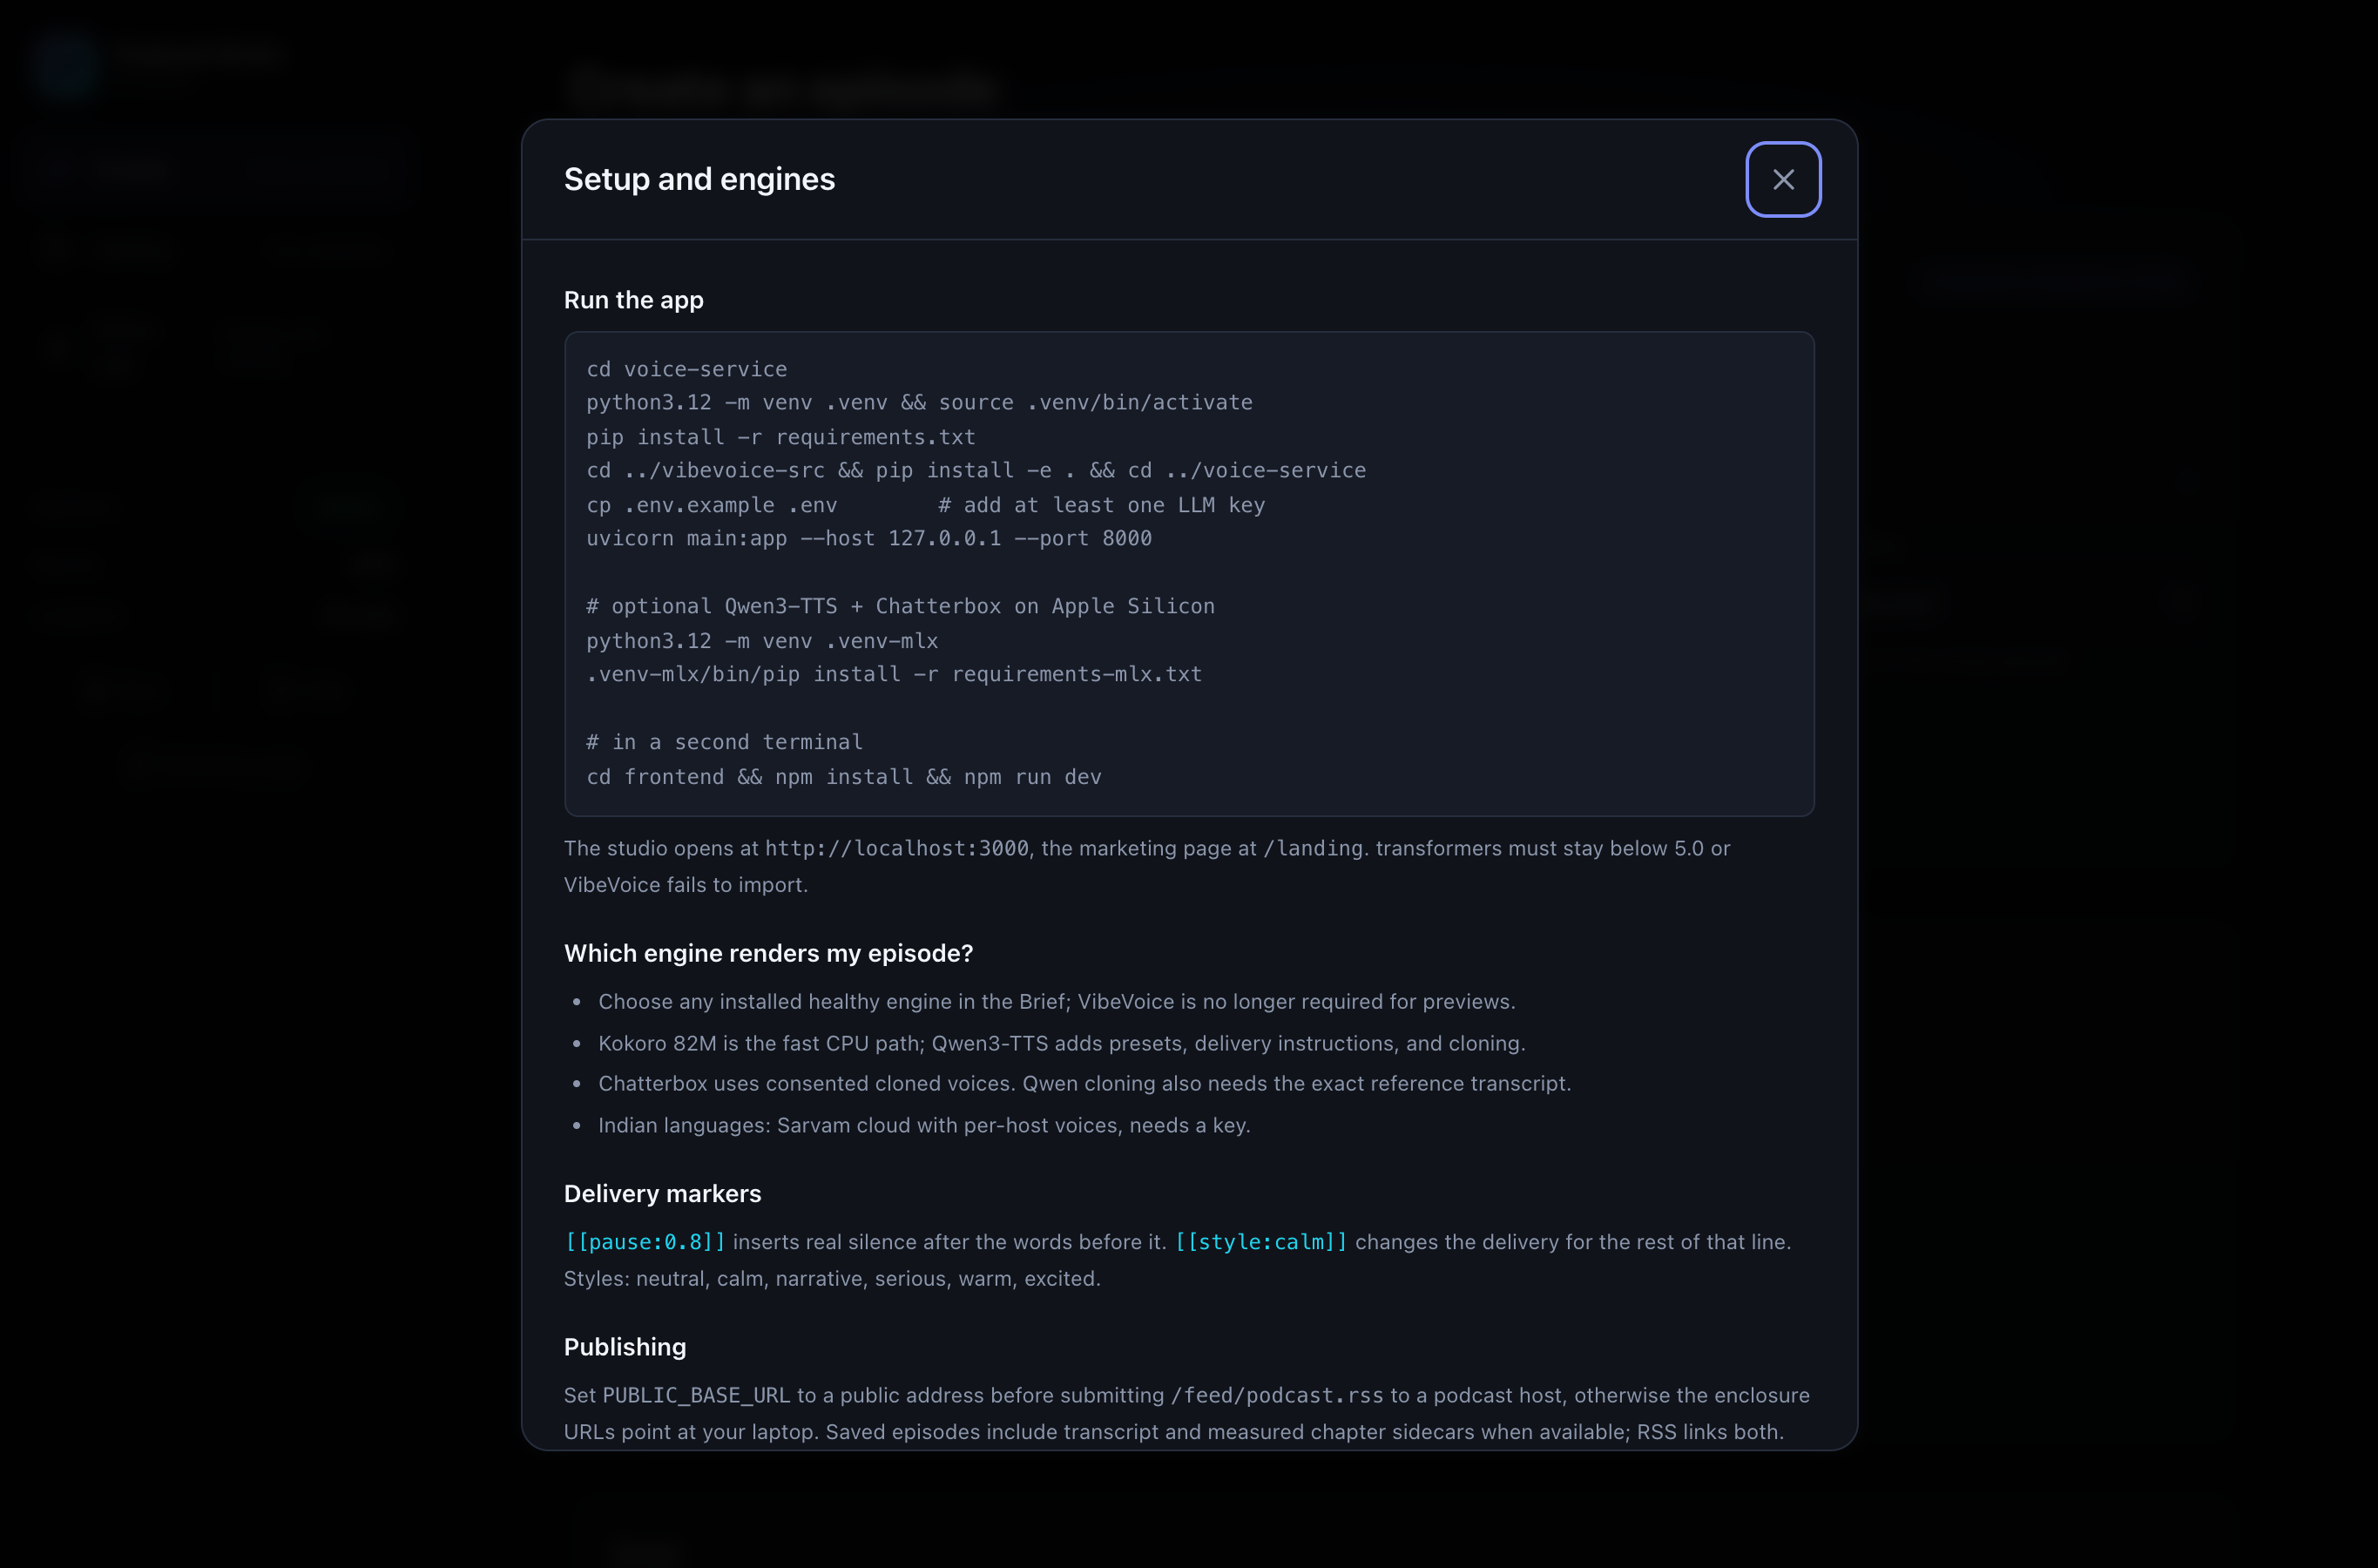 Setup and engines
Run the app
cd voice-service
python3.12 -m venv .venv && source .venv/bin/activate
pip install -r requirements.txt
cd ../vibevoice-src && pip install -e . && cd ../voice-service
cp .env.example .env        # add at least one LLM key
uvicorn main:app --host 127.0.0.1 --port 8000
# optional Qwen3-TTS + Chatterbox on Apple Silicon
python3.12 -m venv .venv-mlx
.venv-mlx/bin/pip install -r requirements-mlx.txt
# in a second terminal
cd frontend && npm install && npm run dev
The studio opens at http://localhost:3000, the marketing page at /landing. transformers must stay below 5.0 or
VibeVoice fails to import.
Which engine renders my episode?
• Choose any installed healthy engine in the Brief; VibeVoice is no longer required for previews.
• Kokoro 82M is the fast CPU path; Qwen3-TTS adds presets, delivery instructions, and cloning.
• Chatterbox uses consented cloned voices. Qwen cloning also needs the exact reference transcript.
• Indian languages: Sarvam cloud with per-host voices, needs a key.
Delivery markers
[[pause:0.8]] inserts real silence after the words before it. [[style:calm]] changes the delivery for the rest of that line.
Styles: neutral, calm, narrative, serious, warm, excited.
Publishing
Set PUBLIC_BASE_URL to a public address before submitting /feed/podcast.rss to a podcast host, otherwise the enclosure
URLs point at your laptop. Saved episodes include transcript and measured chapter sidecars when available; RSS links both.